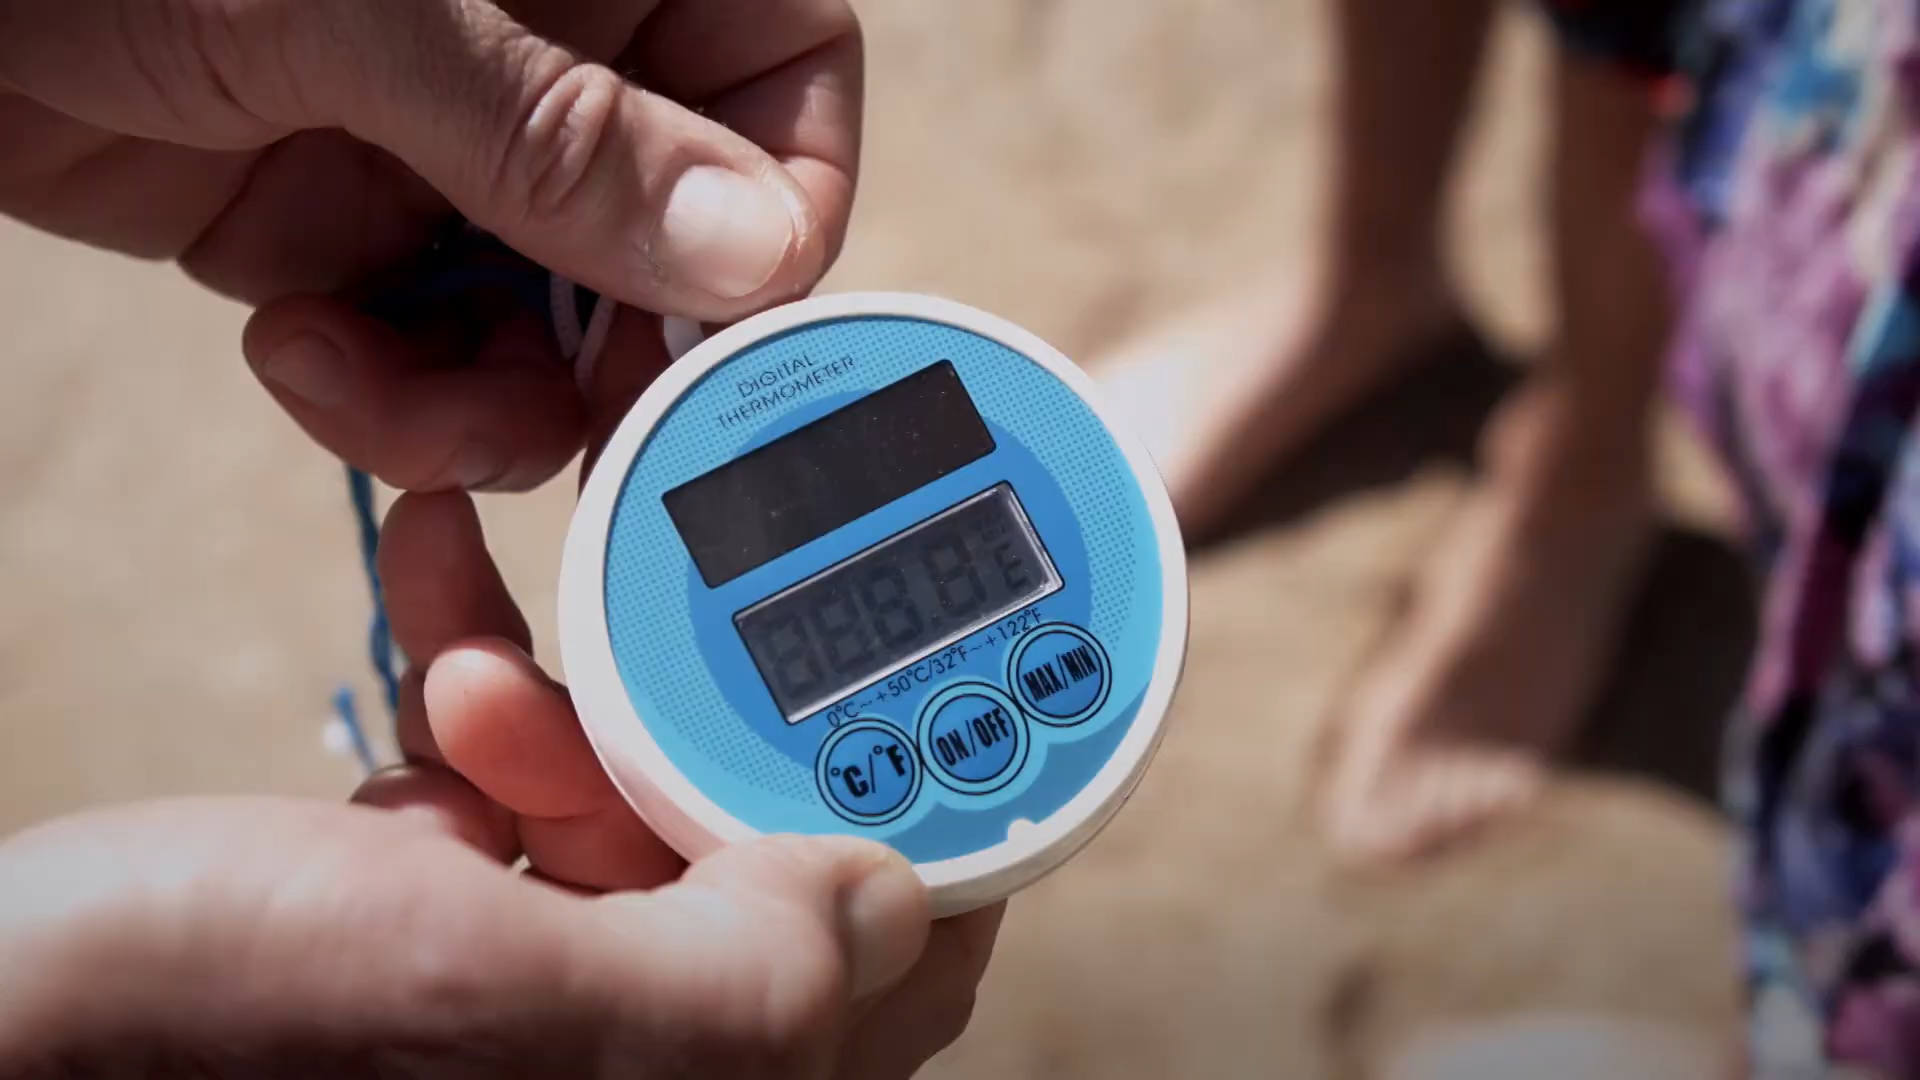 DIGITAL
THERMOMETER
0°C~+50°C/32°F~+122°F
°C/°F
ON/OFF
MAX/MIN